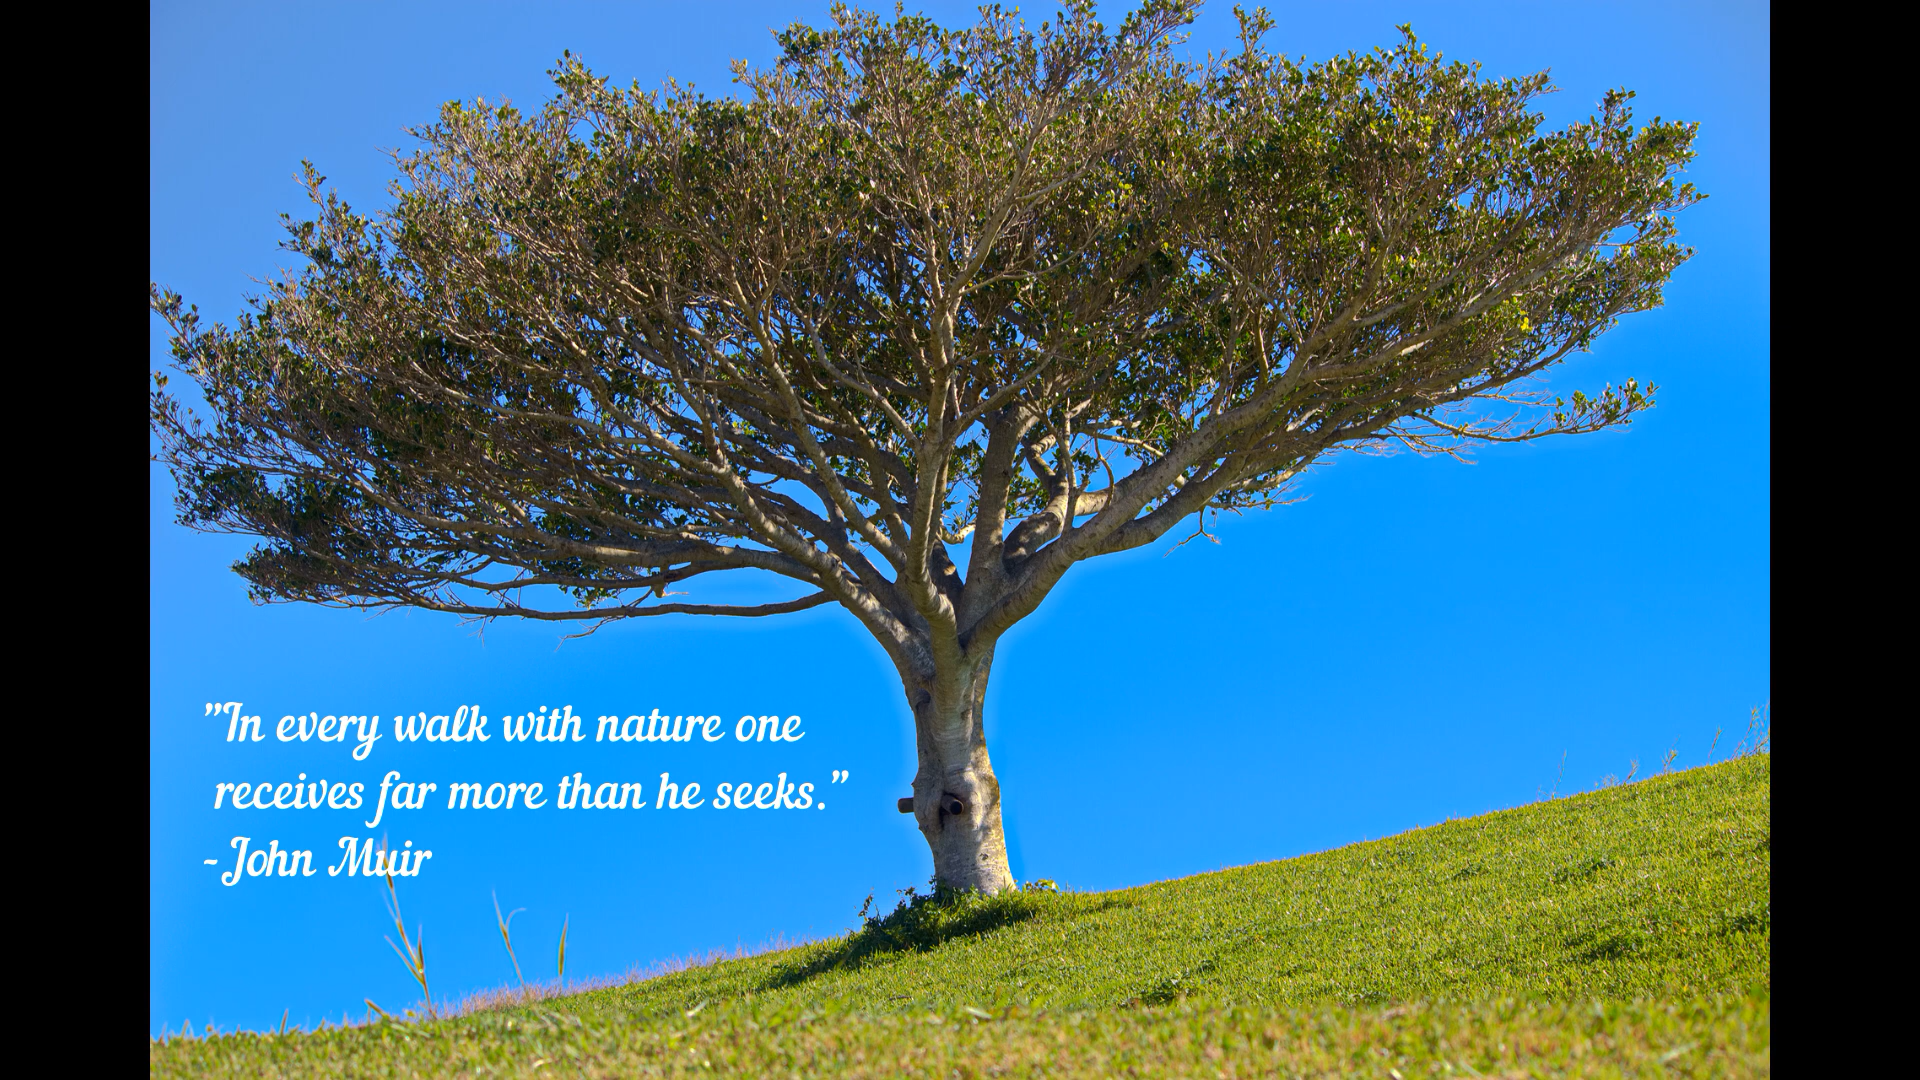 "In every walk with nature one
receives far more than he seeks."
-John Muir